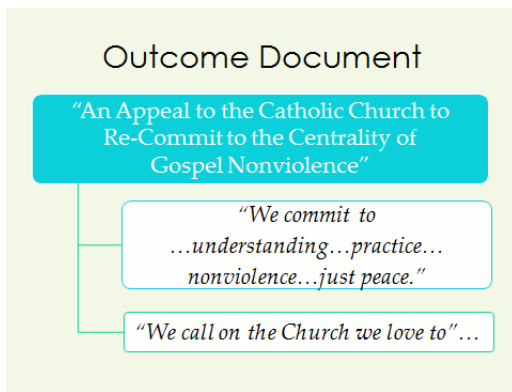 Outcome Document
“An Appeal to the Catholic Church to
Re-Commit to the Centrality of
Gospel Nonviolence”
“We commit to
…understanding…practice…
nonviolence…just peace.”
“We call on the Church we love to”…